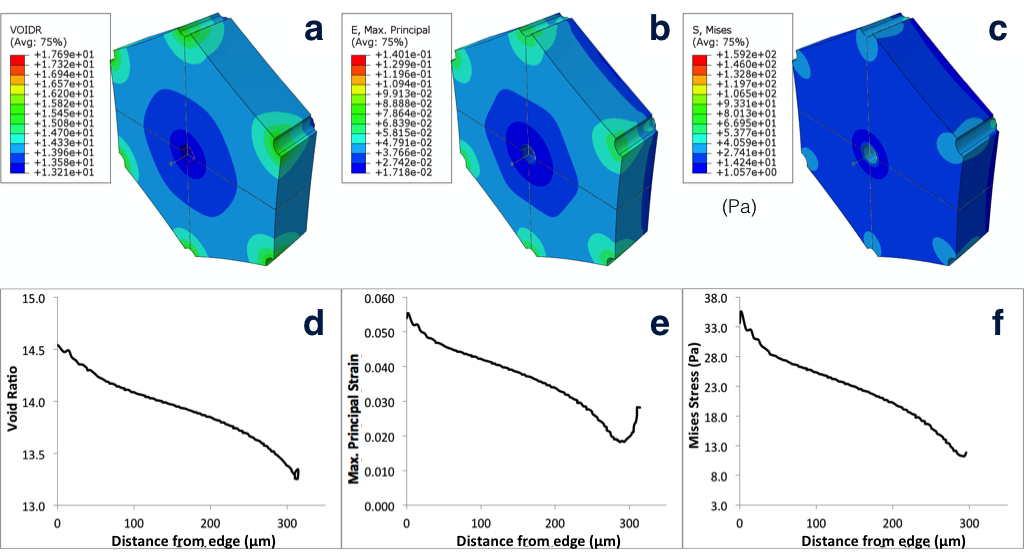 VOIDR
(Avg: 75%)
+1.769e+01
+1.732e+01
+1.694e+01
+1.657e+01
+1.620e+01
+1.582e+01
+1.545e+01
+1.508e+01
+1.470e+01
+1.433e+01
+1.396e+01
+1.358e+01
+1.321e+01
a
E, Max. Principal
(Avg: 75%)
+1.401e-01
+1.299e-01
+1.196e-01
+1.094e-01
+9.913e-02
+8.888e-02
+7.864e-02
+6.839e-02
+5.815e-02
+4.791e-02
+3.766e-02
+2.742e-02
+1.718e-02
b
S, Mises
(Avg: 75%)
+1.592e+02
+1.460e+02
+1.328e+02
+1.197e+02
+1.065e+02
+9.331e+01
+8.013e+01
+6.695e+01
+5.377e+01
+4.059e+01
+2.741e+01
+1.424e+01
+1.057e+00
(Pa)
c
d
15.0
14.5
14.0
13.5
13.0
Void Ratio
0
100
200
300
Distance from edge (μm)
e
0.060
0.050
0.040
0.030
0.020
0.010
0.000
Max. Principal Strain
0
100
200
300
Distance from edge (μm)
f
38.0
33.0
28.0
23.0
18.0
13.0
8.0
3.0
Mises Stress (Pa)
0
100
200
300
Distance from edge (μm)